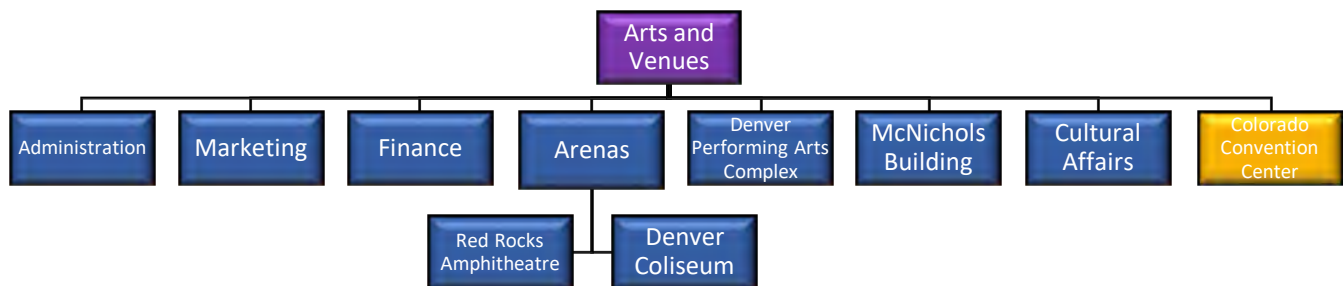 Arts and
Venues
Administration
Marketing
Finance
Arenas
Denver
Performing Arts
Complex
McNichols
Building
Cultural
Affairs
Colorado
Convention
Center
Red Rocks
Amphitheatre
Denver
Coliseum